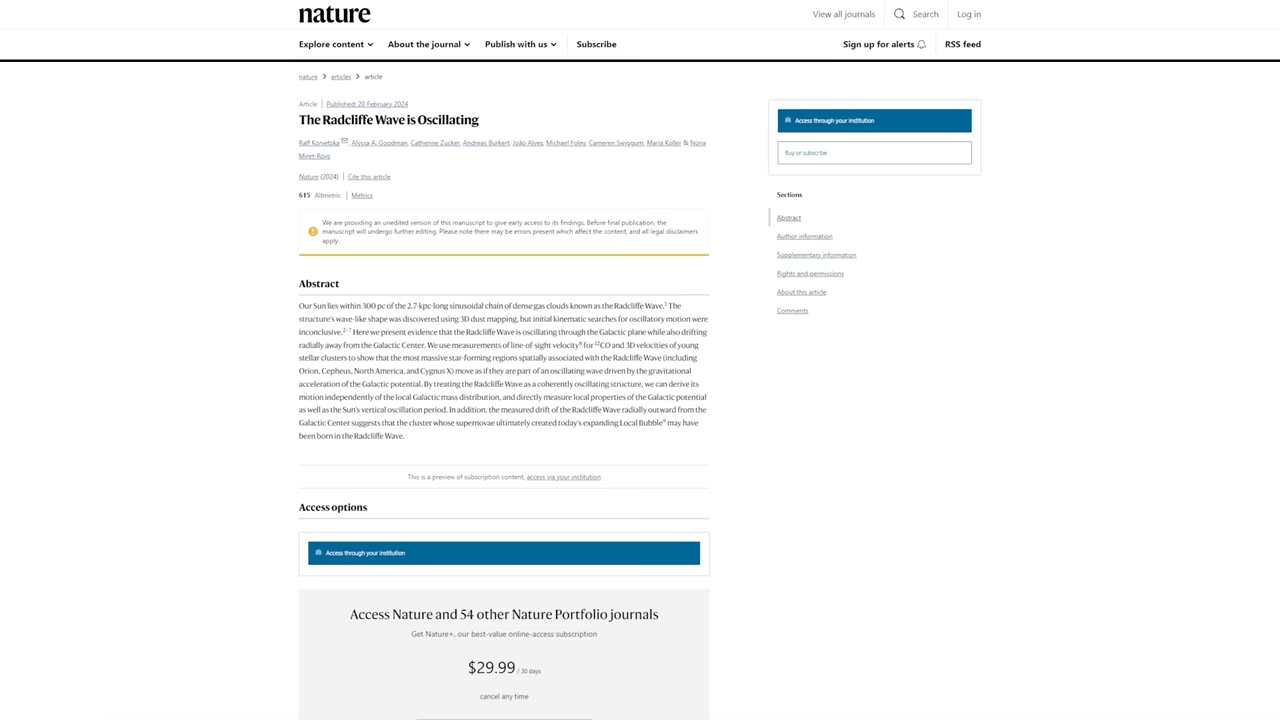 nature
View all journals
Search
Log in
Explore content
About the journal
Publish with us
Subscribe
Sign up for alerts
RSS feed
nature > articles > article
Article | Published: 20 February 2024
The Radcliffe Wave is Oscillating
Ralf Konietzka, Alyssa A. Goodman, Catherine Zucker, Andreas Burkert, João Alves, Michael Foley, Cameren Swiggum, Maria Koller & Núria
Miret-Roig
Nature (2024) | Cite this article
615 Altmetric | Metrics
We are providing an unedited version of this manuscript to give early access to its findings. Before final publication, the
manuscript will undergo further editing. Please note there may be errors present which affect the content, and all legal disclaimers
apply.
Abstract
Our Sun lies within 300 pc of the 2.7-kpc-long sinusoidal chain of dense gas clouds known as the Radcliffe Wave.1 The
structure's wave-like shape was discovered using 3D dust mapping, but initial kinematic searches for oscillatory motion were
inconclusive.2-7 Here we present evidence that the Radcliffe Wave is oscillating through the Galactic plane while also drifting
radially away from the Galactic Center. We use measurements of line-of-sight velocity8 for 12CO and 3D velocities of young
stellar clusters to show that the most massive star-forming regions spatially associated with the Radcliffe Wave (including
Orion, Cepheus, North America, and Cygnus X) move as if they are part of an oscillating wave driven by the gravitational
acceleration of the Galactic potential. By treating the Radcliffe Wave as a coherently oscillating structure, we can derive its
motion independently of the local Galactic mass distribution, and directly measure local properties of the Galactic potential
as well as the Sun's vertical oscillation period. In addition, the measured drift of the Radcliffe Wave radially outward from the
Galactic Center suggests that the cluster whose supernovae ultimately created today's expanding Local Bubble9 may have
been born in the Radcliffe Wave.
This is a preview of subscription content, access via your institution
Access options
Access through your institution
Access Nature and 54 other Nature Portfolio journals
Get Nature+, our best-value online-access subscription
$29.99 / 30 days
cancel any time
Access through your institution
Buy or subscribe
Sections
Abstract
Author information
Supplementary information
Rights and permissions
About this article
Comments